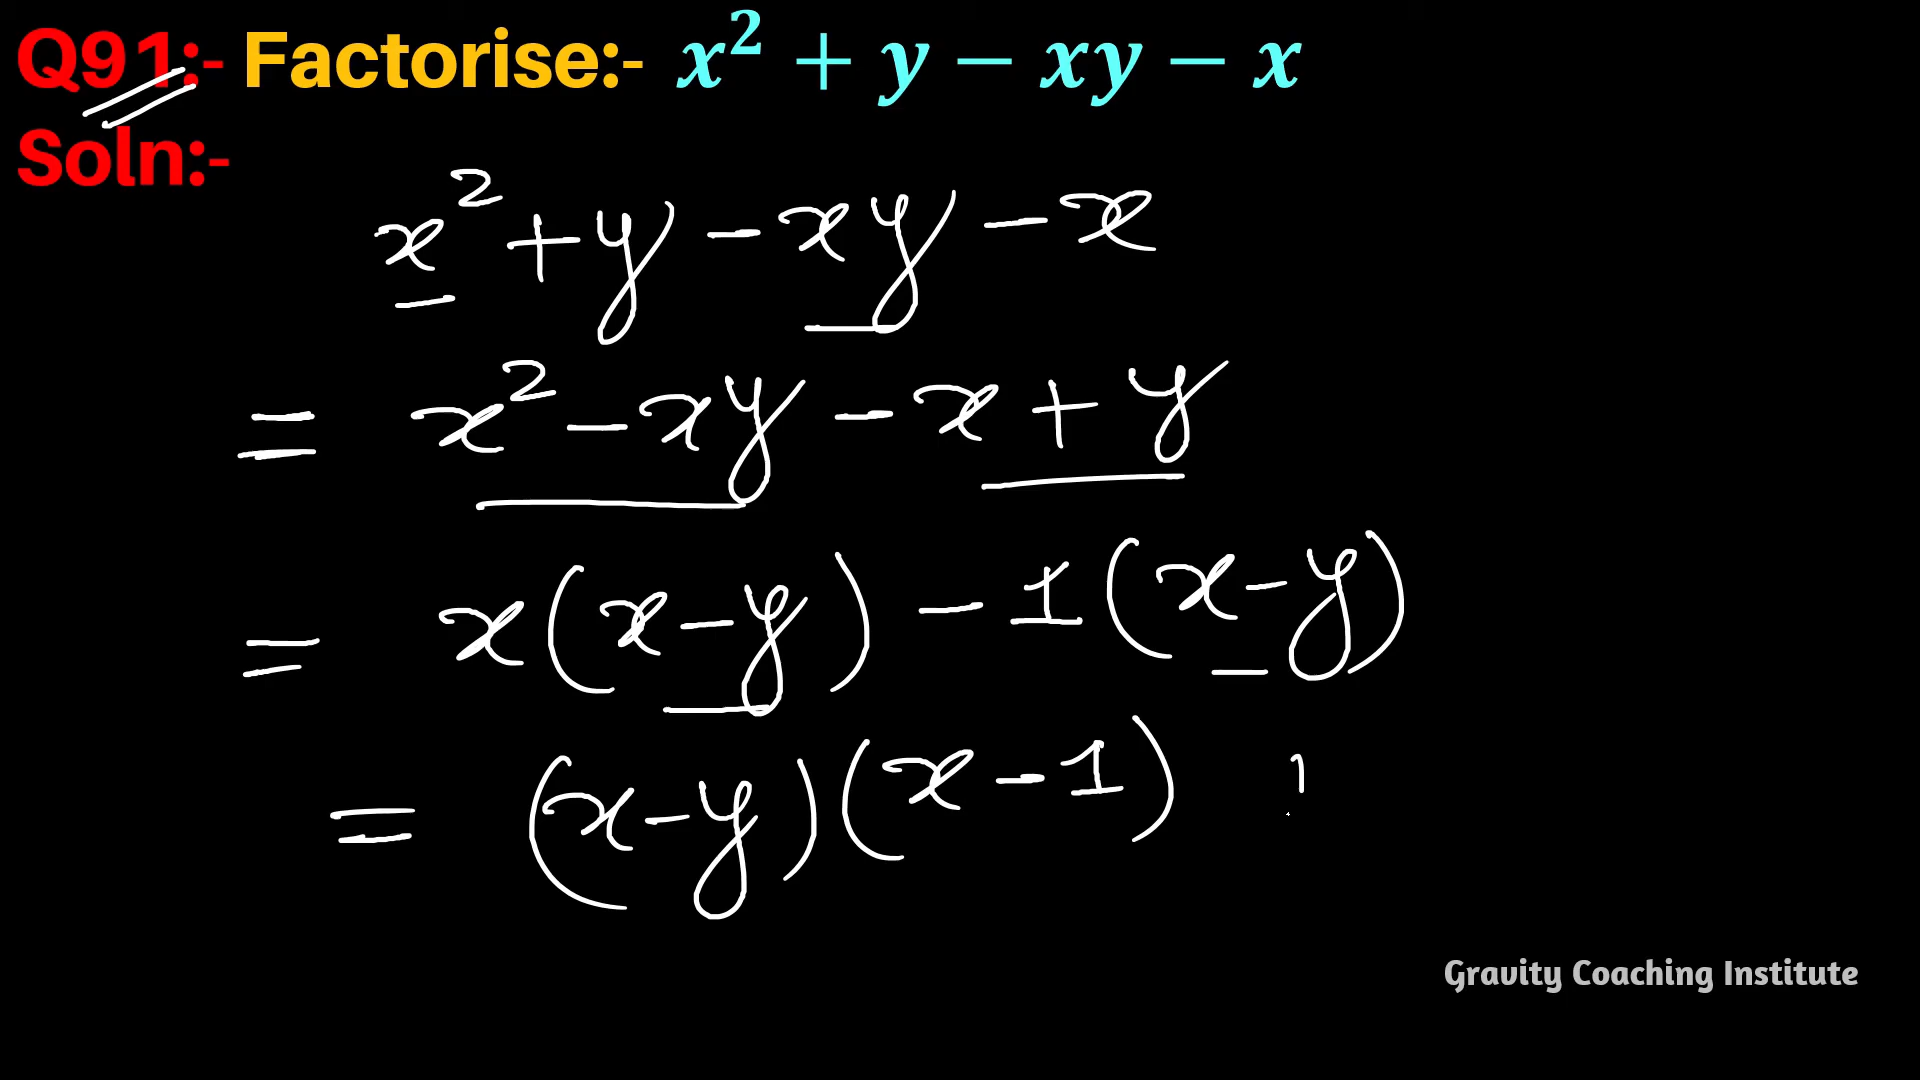 Q91:- Factorise:- x² + y − xy − x
Soln:-
x² + y − xy − x
= x² − xy − x + y
= x(x − y) − 1(x − y)
= (x − y)(x − 1)
Gravity Coaching Institute